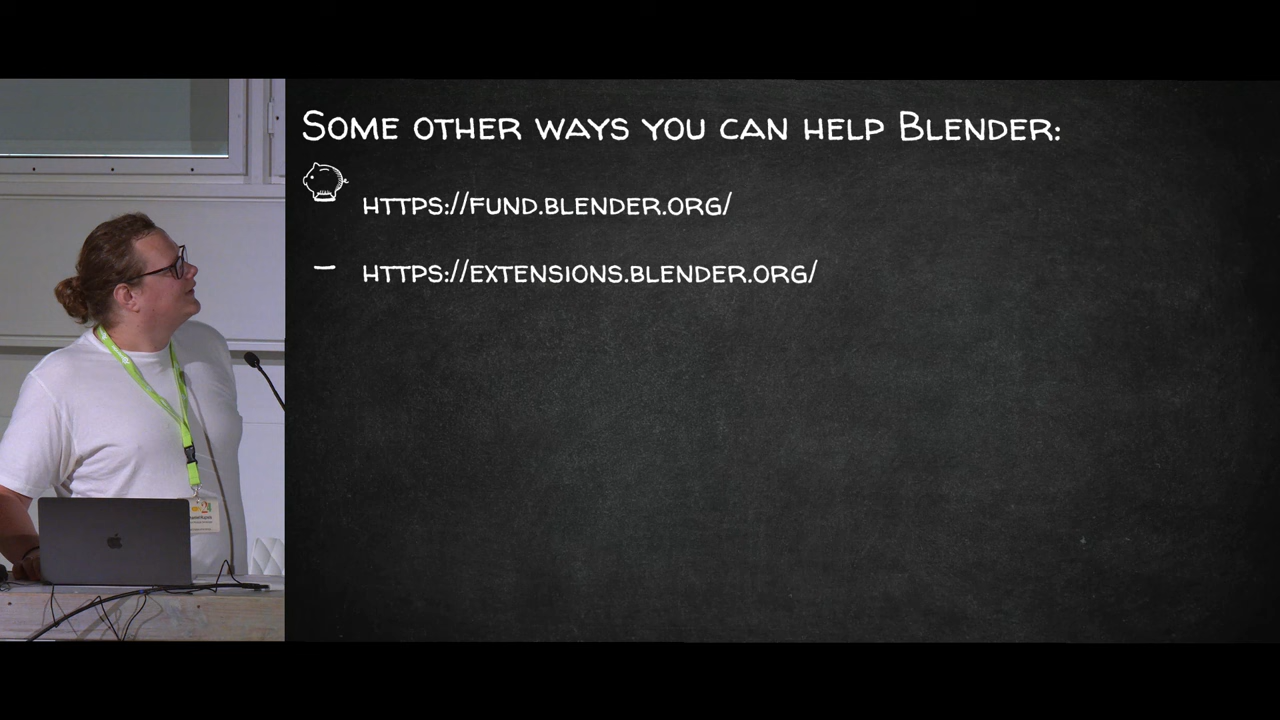 Some other ways you can help Blender:
https://fund.blender.org/
– https://extensions.blender.org/